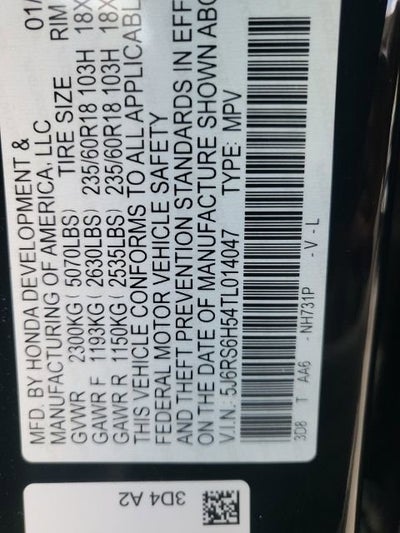 MFD. BY HONDA DEVELOPMENT & 01/
MANUFACTURING OF AMERICA, LLC
TIRE SIZE RIM
GVWR 2300KG ( 5070LBS)
GAWR F 1193KG ( 2630LBS) 235/60R18 103H 18X
GAWR R 1150KG ( 2535LBS) 235/60R18 103H 18X
THIS VEHICLE CONFORMS TO ALL APPLICABL
FEDERAL MOTOR VEHICLE SAFETY
AND THEFT PREVENTION STANDARDS IN EFF
ON THE DATE OF MANUFACTURE SHOWN ABO
V.I.N.: 5J6RS6H54TL014047 TYPE: MPV
3D8 T AA6 - NH731P - V - L
3D4 A2